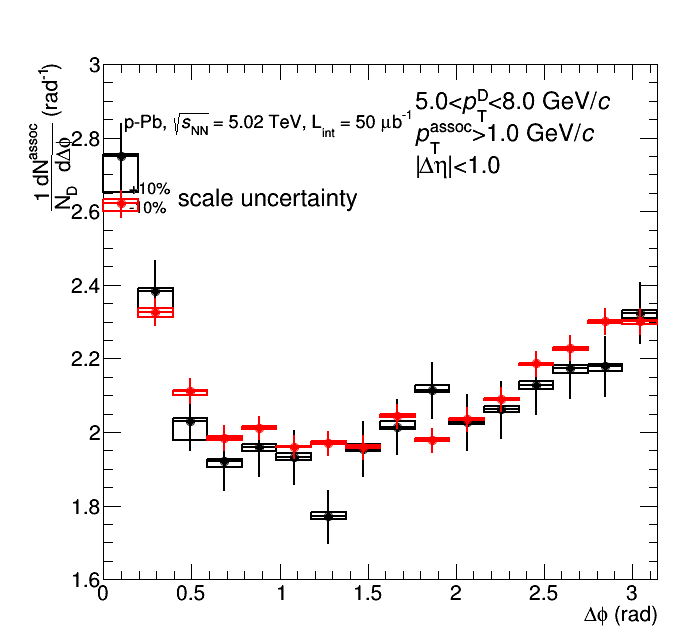 3
2.8
2.6
2.4
2.2
2
1.8
1.6
1 dN^assoc
N_D dΔϕ (rad^-1)
p-Pb, √s_NN = 5.02 TeV, L_int = 50 μb^-1
5.0<p_T^D<8.0 GeV/c
p_T^assoc>1.0 GeV/c
|Δη|<1.0
+10%
-10% scale uncertainty
0 0.5 1 1.5 2 2.5 3
Δϕ (rad)